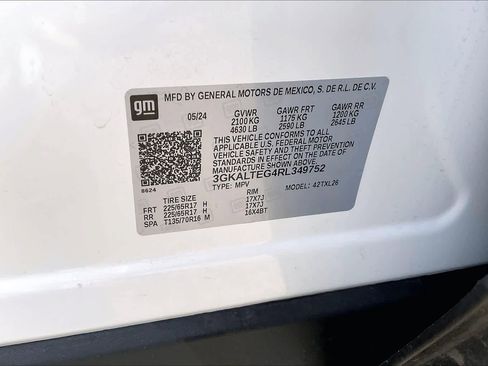 gm
MFD BY GENERAL MOTORS DE MEXICO, S. DE R.L. DE C.V.
05/24 GVWR GAWR FRT GAWR RR
2100 KG 1175 KG 1200 KG
4630 LB 2590 LB 2645 LB
THIS VEHICLE CONFORMS TO ALL
APPLICABLE U.S. FEDERAL MOTOR
VEHICLE SAFETY AND THEFT
PREVENTION STANDARDS IN
EFFECT ON THE DATE OF
MANUFACTURE SHOWN ABOVE.
3GKALTEG4RL349752
8624 TYPE: MPV MODEL: 42TXL26
TIRE SIZE RIM
FRT 225/65R17 H 17X7J
RR 225/65R17 H 17X7J
SPA T135/70R16 M 16X4BT